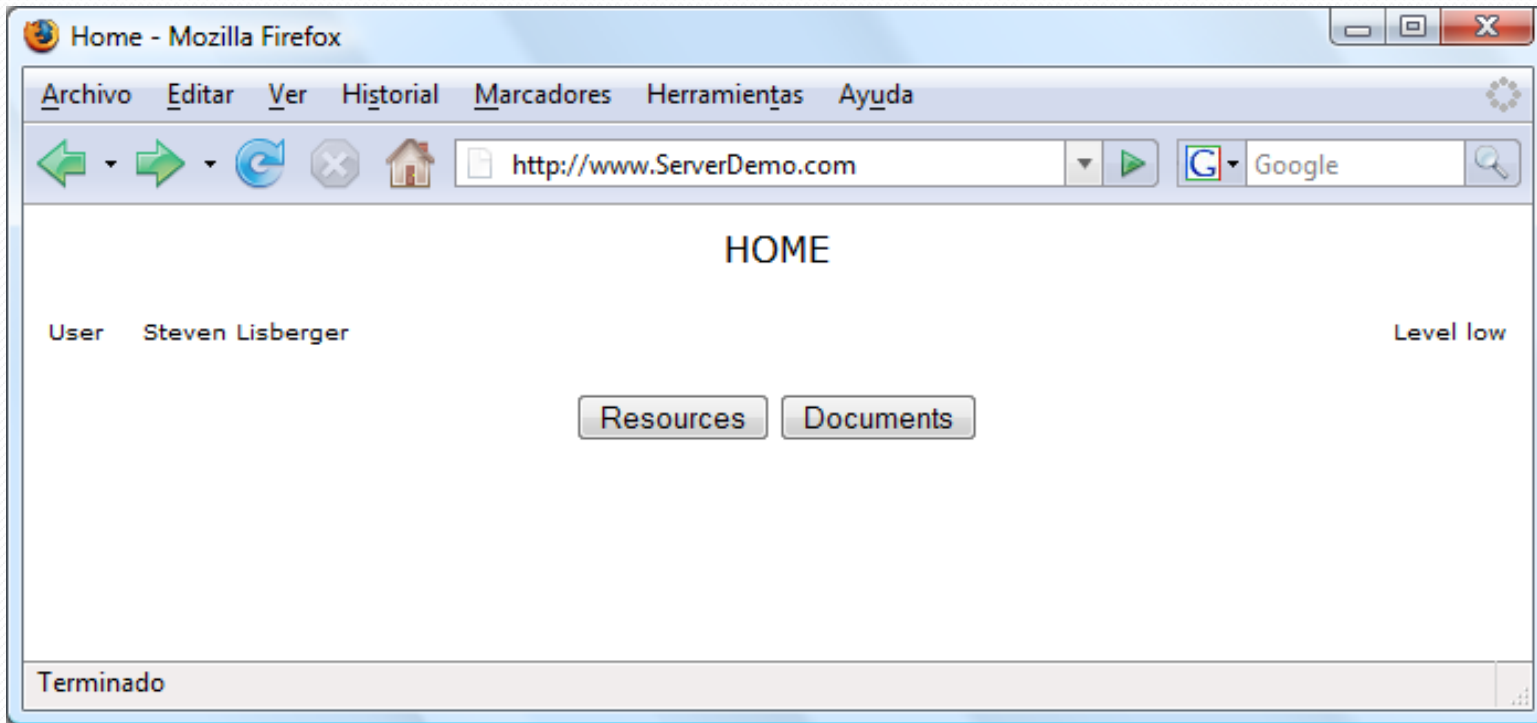 Home - Mozilla Firefox
Archivo Editar Ver Historial Marcadores Herramientas Ayuda
http://www.ServerDemo.com G Google
HOME
User Steven Lisberger Level low
Resources Documents
Terminado